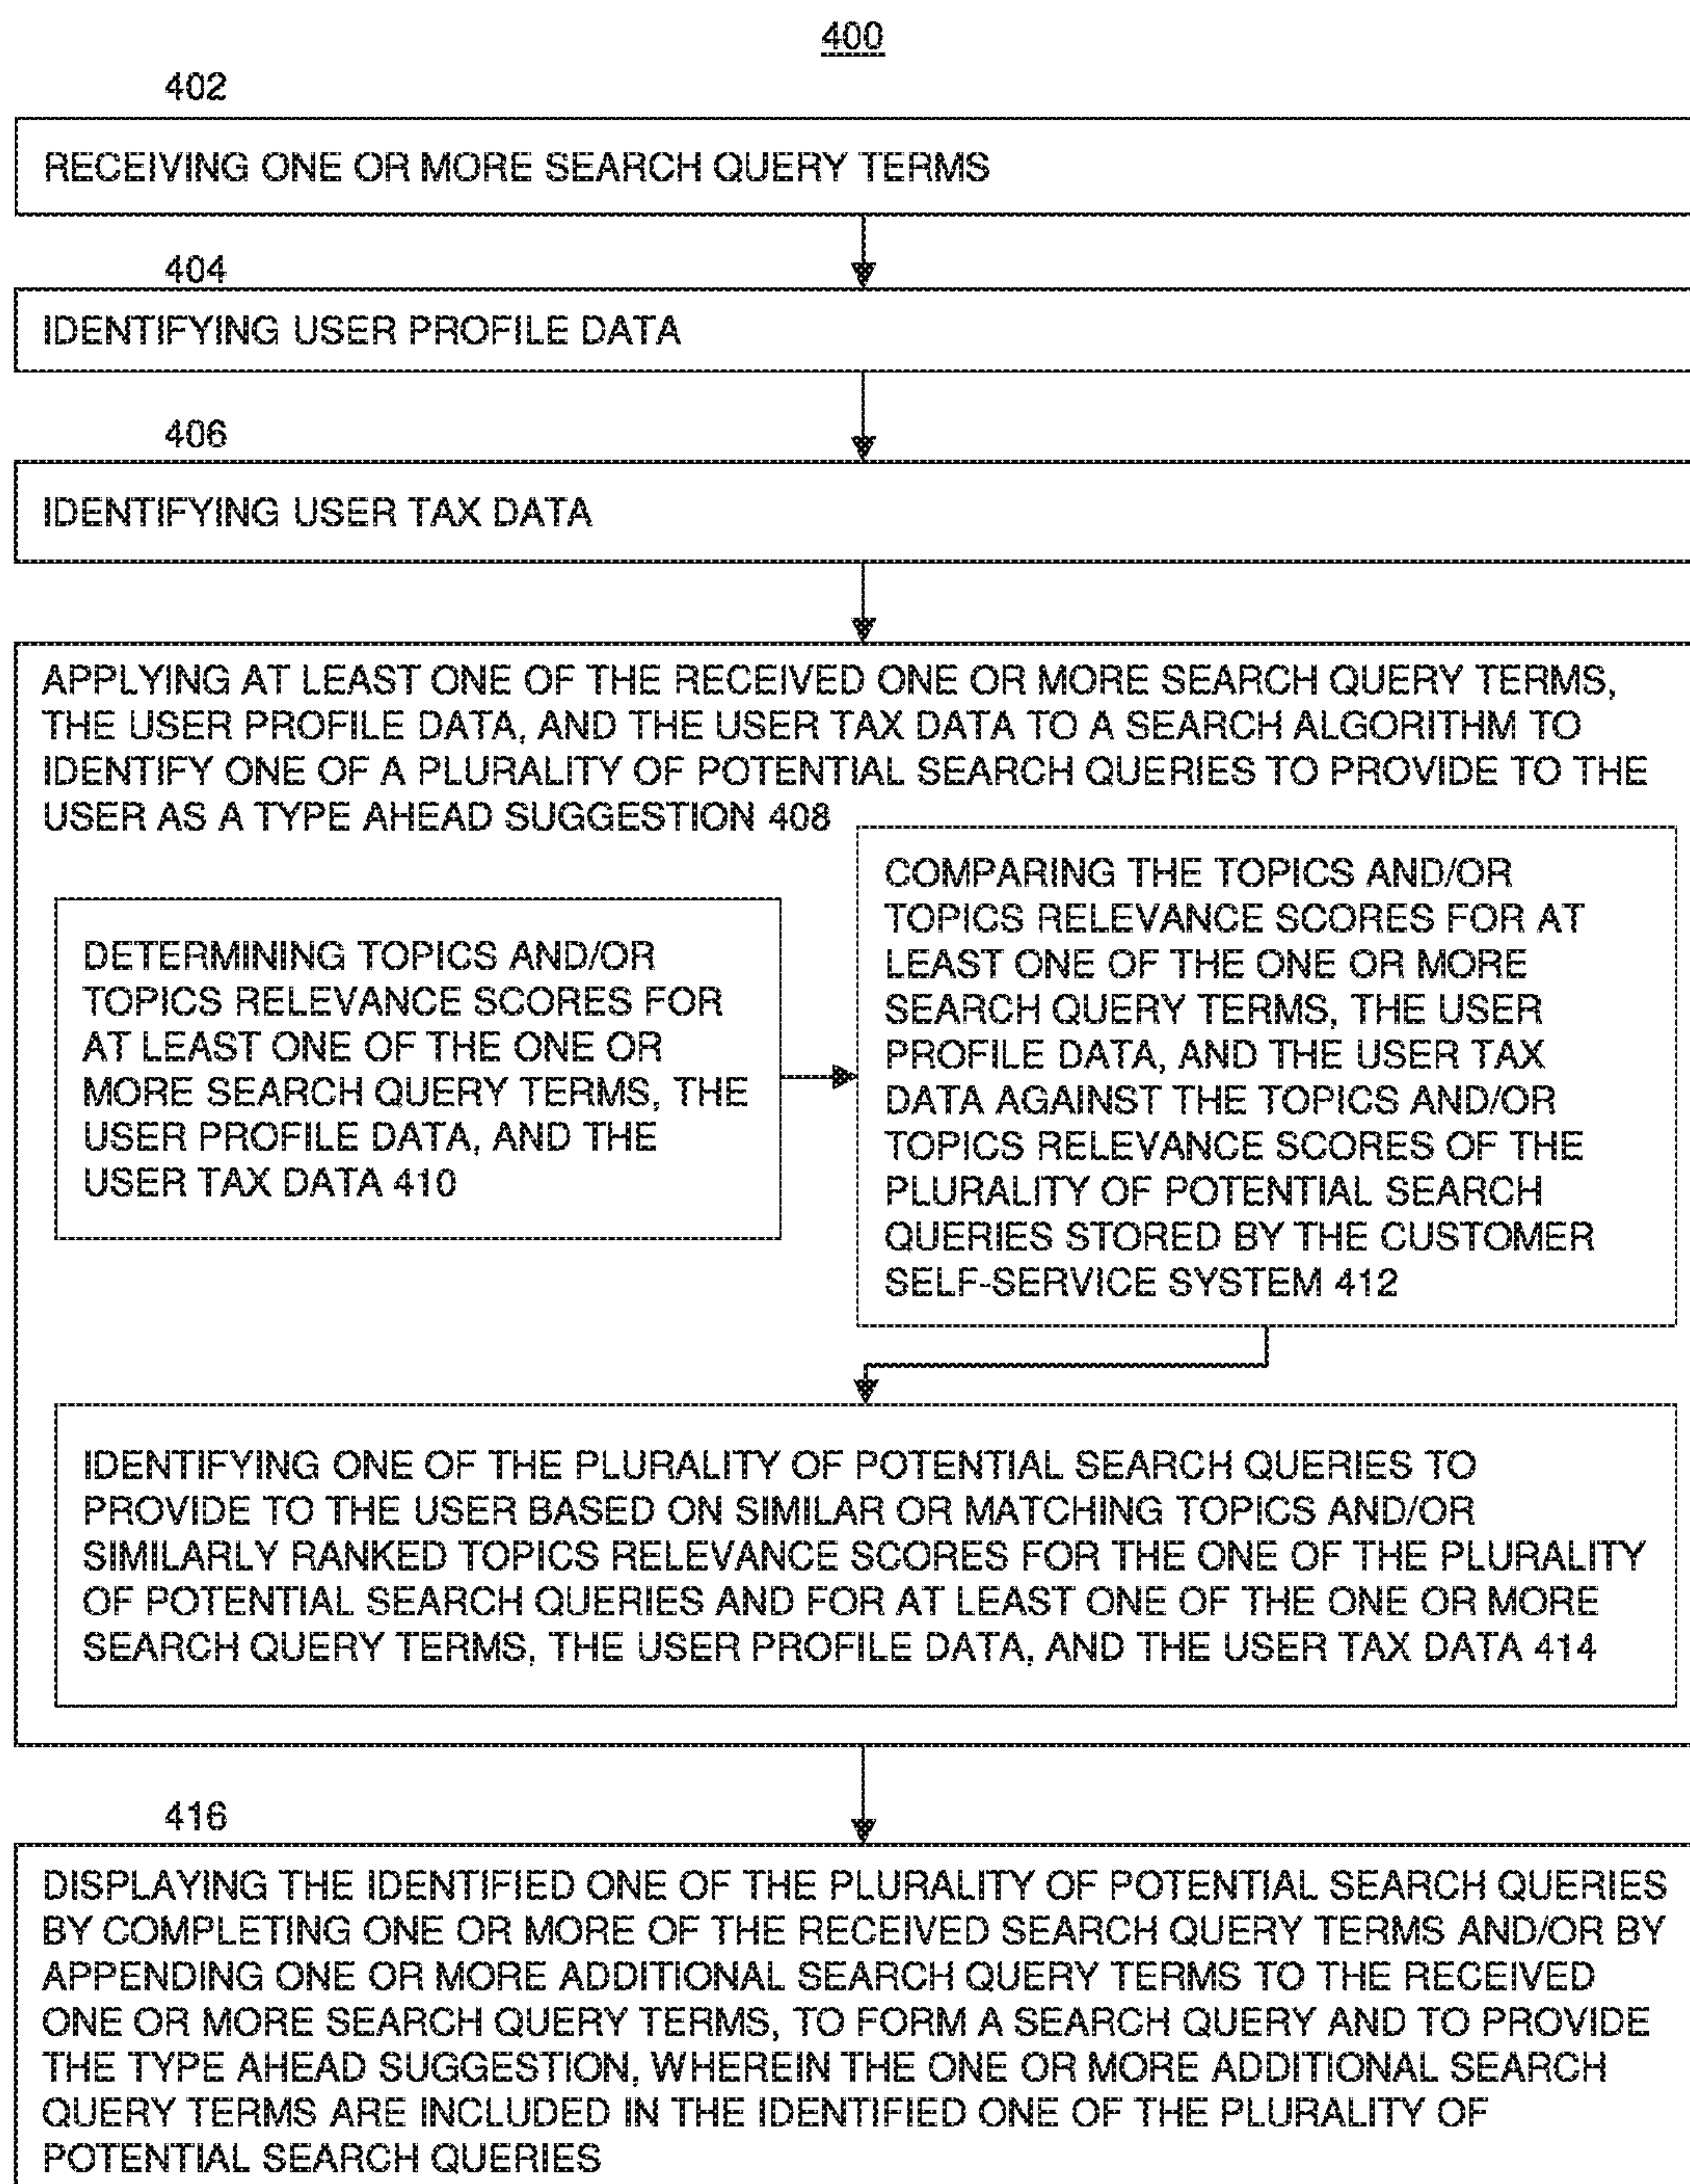 400
402
RECEIVING ONE OR MORE SEARCH QUERY TERMS
404
IDENTIFYING USER PROFILE DATA
406
IDENTIFYING USER TAX DATA
APPLYING AT LEAST ONE OF THE RECEIVED ONE OR MORE SEARCH QUERY TERMS,
THE USER PROFILE DATA, AND THE USER TAX DATA TO A SEARCH ALGORITHM TO
IDENTIFY ONE OF A PLURALITY OF POTENTIAL SEARCH QUERIES TO PROVIDE TO THE
USER AS A TYPE AHEAD SUGGESTION 408
DETERMINING TOPICS AND/OR
TOPICS RELEVANCE SCORES FOR
AT LEAST ONE OF THE ONE OR
MORE SEARCH QUERY TERMS, THE
USER PROFILE DATA, AND THE
USER TAX DATA 410
COMPARING THE TOPICS AND/OR
TOPICS RELEVANCE SCORES FOR AT
LEAST ONE OF THE ONE OR MORE
SEARCH QUERY TERMS, THE USER
PROFILE DATA, AND THE USER TAX
DATA AGAINST THE TOPICS AND/OR
TOPICS RELEVANCE SCORES OF THE
PLURALITY OF POTENTIAL SEARCH
QUERIES STORED BY THE CUSTOMER
SELF-SERVICE SYSTEM 412
IDENTIFYING ONE OF THE PLURALITY OF POTENTIAL SEARCH QUERIES TO
PROVIDE TO THE USER BASED ON SIMILAR OR MATCHING TOPICS AND/OR
SIMILARLY RANKED TOPICS RELEVANCE SCORES FOR THE ONE OF THE PLURALITY
OF POTENTIAL SEARCH QUERIES AND FOR AT LEAST ONE OF THE ONE OR MORE
SEARCH QUERY TERMS, THE USER PROFILE DATA, AND THE USER TAX DATA 414
416
DISPLAYING THE IDENTIFIED ONE OF THE PLURALITY OF POTENTIAL SEARCH QUERIES
BY COMPLETING ONE OR MORE OF THE RECEIVED SEARCH QUERY TERMS AND/OR BY
APPENDING ONE OR MORE ADDITIONAL SEARCH QUERY TERMS TO THE RECEIVED
ONE OR MORE SEARCH QUERY TERMS, TO FORM A SEARCH QUERY AND TO PROVIDE
THE TYPE AHEAD SUGGESTION, WHEREIN THE ONE OR MORE ADDITIONAL SEARCH
QUERY TERMS ARE INCLUDED IN THE IDENTIFIED ONE OF THE PLURALITY OF
POTENTIAL SEARCH QUERIES